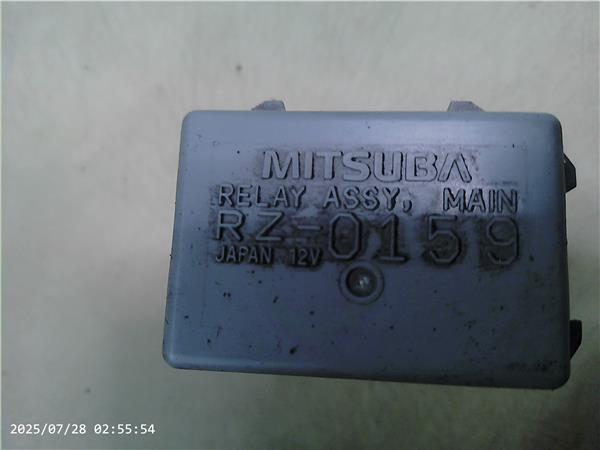 MITSUBA
RELAY ASSY, MAIN
RZ-0159
JAPAN 12V
2025/07/28 02:55:54